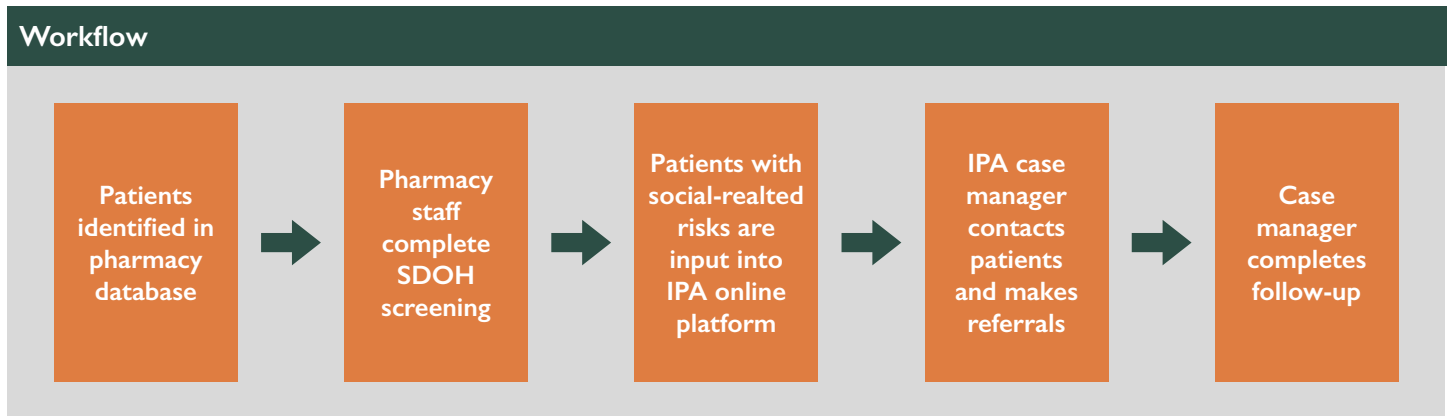 Workflow
Patients
identified in
pharmacy
database
Pharmacy
staff
complete
SDOH
screening
Patients with
social-realted
risks are
input into
IPA online
platform
IPA case
manager
contacts
patients
and makes
referrals
Case
manager
completes
follow-up